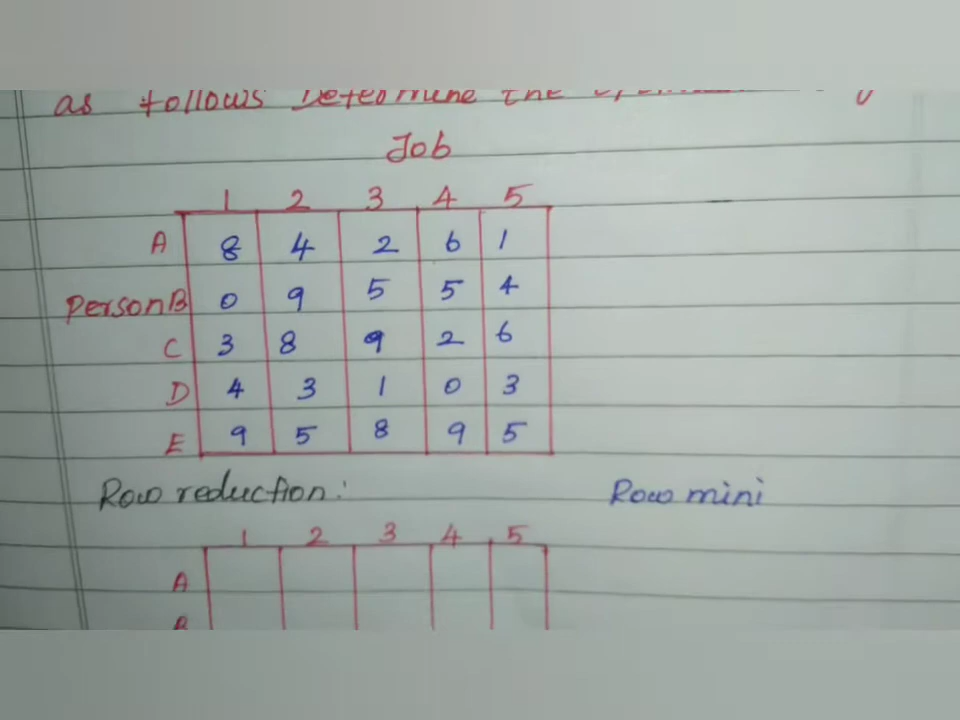 as follows Determine the
Job
1 2 3 4 5
A 8 4 2 6 1
Person B 0 9 5 5 4
C 3 8 9 2 6
D 4 3 1 0 3
E 9 5 8 9 5
Row reduction: Row mini
1 2 3 4 5
A